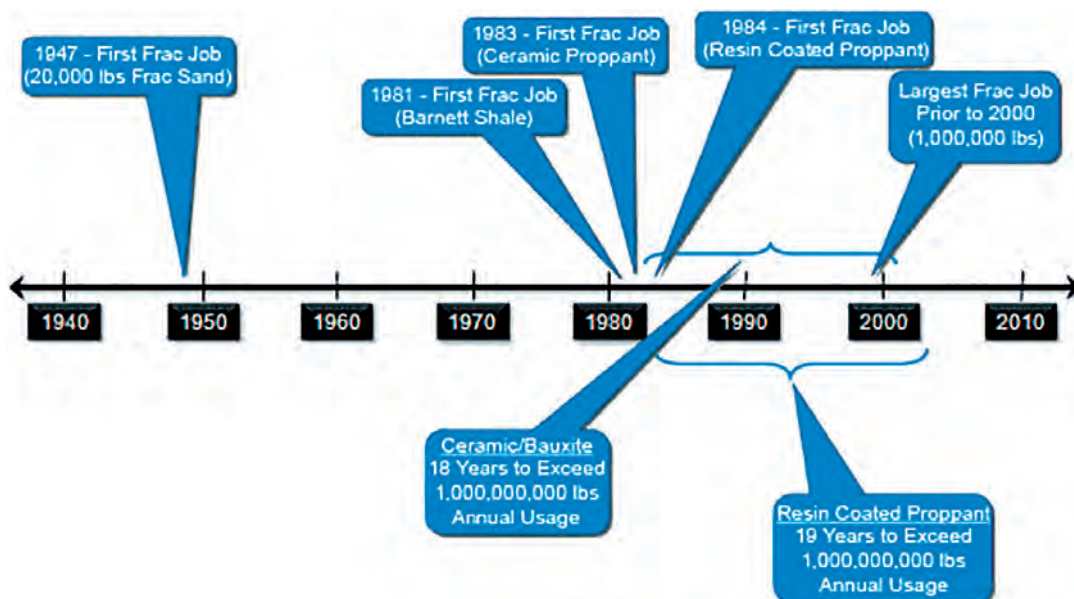 1947 - First Frac Job
(20,000 lbs Frac Sand)
1983 - First Frac Job
(Ceramic Proppant)
1984 - First Frac Job
(Resin Coated Proppant)
1981 - First Frac Job
(Barnett Shale)
Largest Frac Job
Prior to 2000
(1,000,000 lbs)
1940
1950
1960
1970
1980
1990
2000
2010
Ceramic/Bauxite
18 Years to Exceed
1,000,000,000 lbs
Annual Usage
Resin Coated Proppant
19 Years to Exceed
1,000,000,000 lbs
Annual Usage